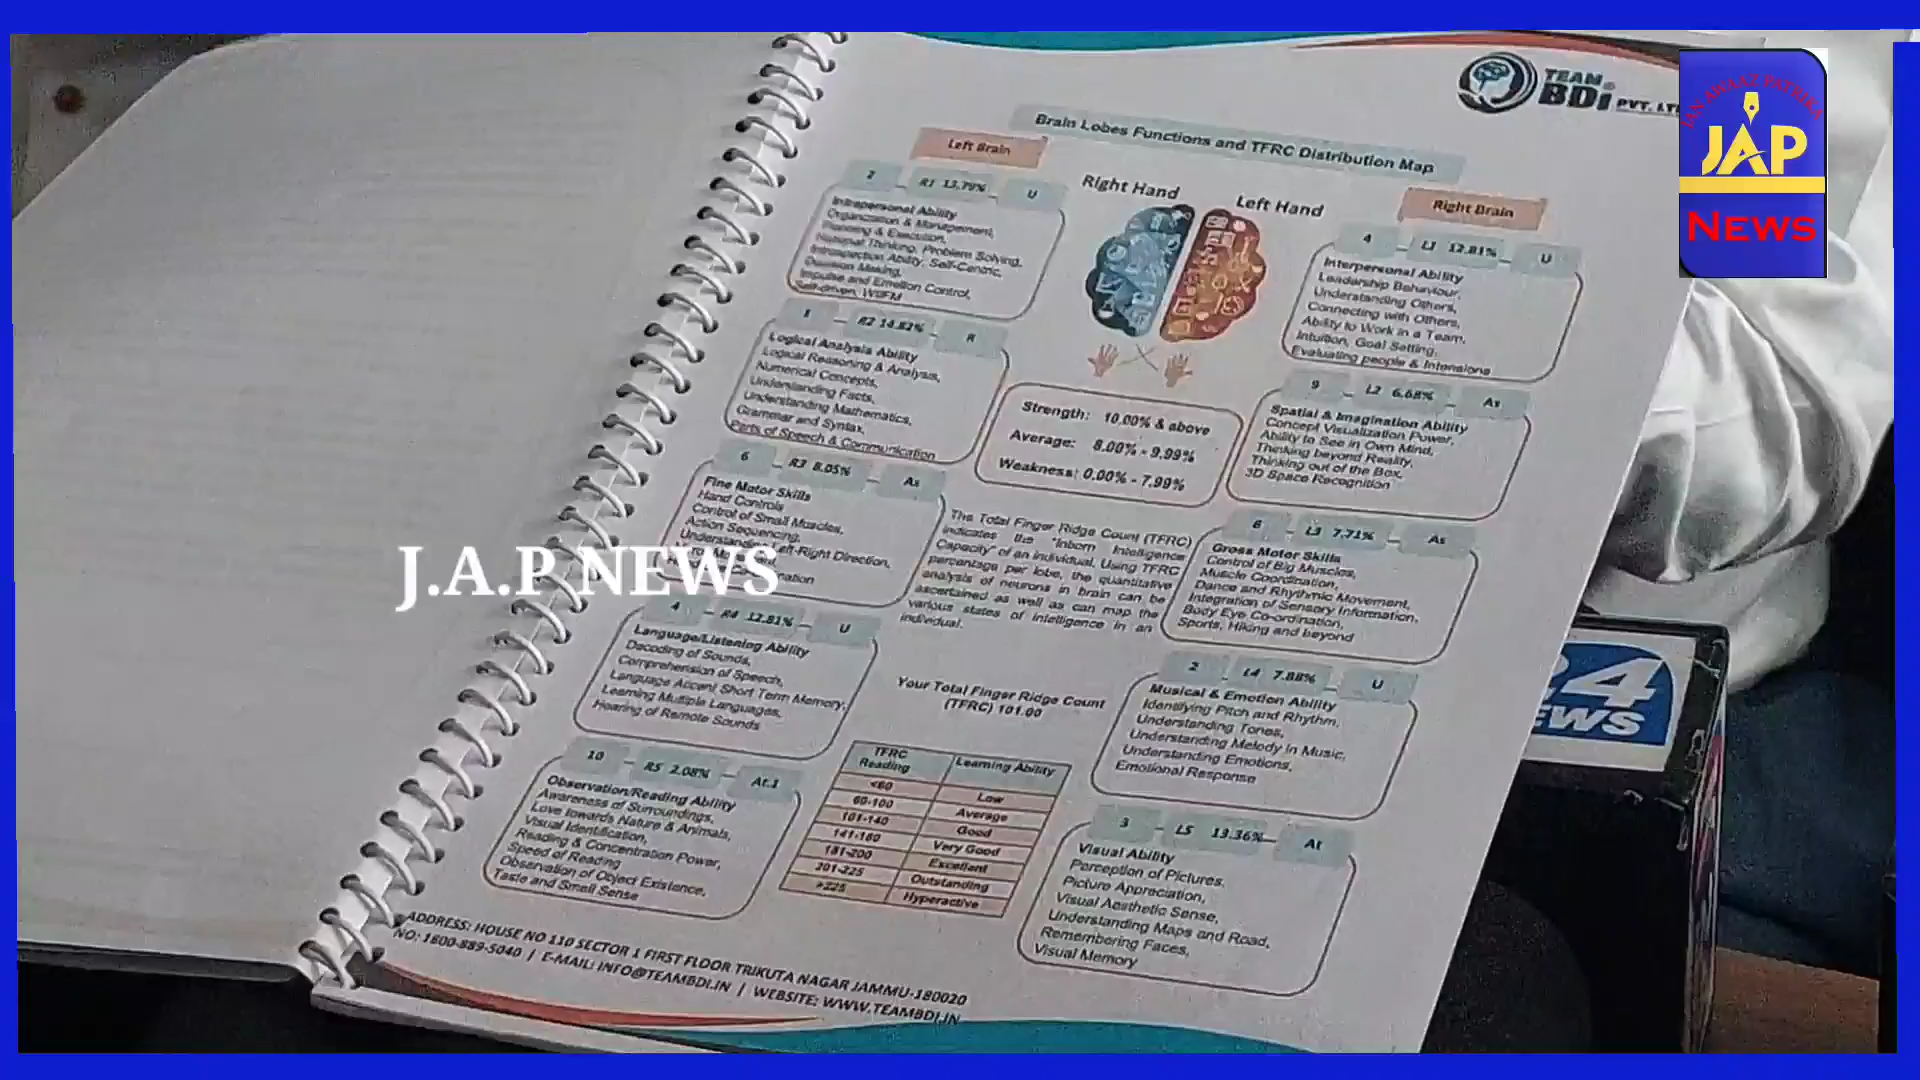 TEAM
BDi PVT. LT
JAN AWAAZ PATRIKA
JAP
NEWS
Brain Lobes Functions and TFRC Distribution Map
Left Brain
Right Hand
Left Hand
Right Brain
2 R1 13.79% U
Intrapersonal Ability
Organization & Management,
Planning & Execution,
National Thinking, Problem Solving,
Introspection Ability, Self-Centric,
Decision Making,
Impulse and Emotion Control,
Self-driven, WIIFM
1 R2 14.82% R
Logical Analysis Ability
Logical Reasoning & Analysis,
Numerical Concepts,
Understanding Facts,
Understanding Mathematics,
Grammar and Syntax,
Parts of Speech & Communication
6 R3 8.05% As
Fine Motor Skills
Hand Controls
Control of Small Muscles,
Action Sequencing,
Understanding Left-Right Direction,
J.A.P NEWS
4 R4 12.81% U
Language/Listening Ability
Decoding of Sounds,
Comprehension of Speech,
Language Accent Short Term Memory,
Learning Multiple Languages,
Hearing of Remote Sounds
10 R5 2.08% At.1
Observation/Reading Ability
Awareness of Surroundings,
Love towards Nature & Animals,
Visual Identification,
Reading & Concentration Power,
Speed of Reading
Observation of Object Existence,
Taste and Smell Sense
Strength: 10.00% & above
Average: 8.00% - 9.99%
Weakness: 0.00% - 7.99%
The Total Finger Ridge Count (TFRC)
indicates the "Inborn Intelligence
Capacity" of an individual. Using TFRC
percentage per lobe, the quantitative
analysis of neurons in brain can be
ascertained as well as can map the
various states of intelligence in an
individual.
Your Total Finger Ridge Count
(TFRC) 101.00
TFRC Reading Learning Ability
<60 Low
60-100 Average
101-140 Good
141-180 Very Good
181-200 Excellent
201-225 Outstanding
>225 Hyperactive
4 L1 12.81% U
Interpersonal Ability
Leadership Behaviour,
Understanding Others,
Connecting with Others,
Ability to Work in a Team,
Intuition, Goal Setting,
Evaluating people & Intensions
9 L2 6.68% As
Spatial & Imagination Ability
Concept Visualization Power,
Ability to See in Own Mind,
Thinking beyond Reality,
Thinking out of the Box,
3D Space Recognition
8 L3 7.71% As
Gross Motor Skills
Control of Big Muscles,
Muscle Coordination,
Dance and Rhythmic Movement,
Integration of Sensory Information,
Body Eye Co-ordination,
Sports, Hiking and beyond
2 L4 7.88% U
Musical & Emotion Ability
Identifying Pitch and Rhythm,
Understanding Tones,
Understanding Melody in Music,
Understanding Emotions,
Emotional Response
3 L5 13.36% At
Visual Ability
Perception of Pictures,
Picture Appreciation,
Visual Aesthetic Sense,
Understanding Maps and Road,
Remembering Faces,
Visual Memory
24
EWS
ADDRESS: HOUSE NO 110 SECTOR 1 FIRST FLOOR TRIKUTA NAGAR JAMMU-180020
NO: 1800-889-5040 | E-MAIL: INFO@TEAMBDI.IN | WEBSITE: WWW.TEAMBDI.IN